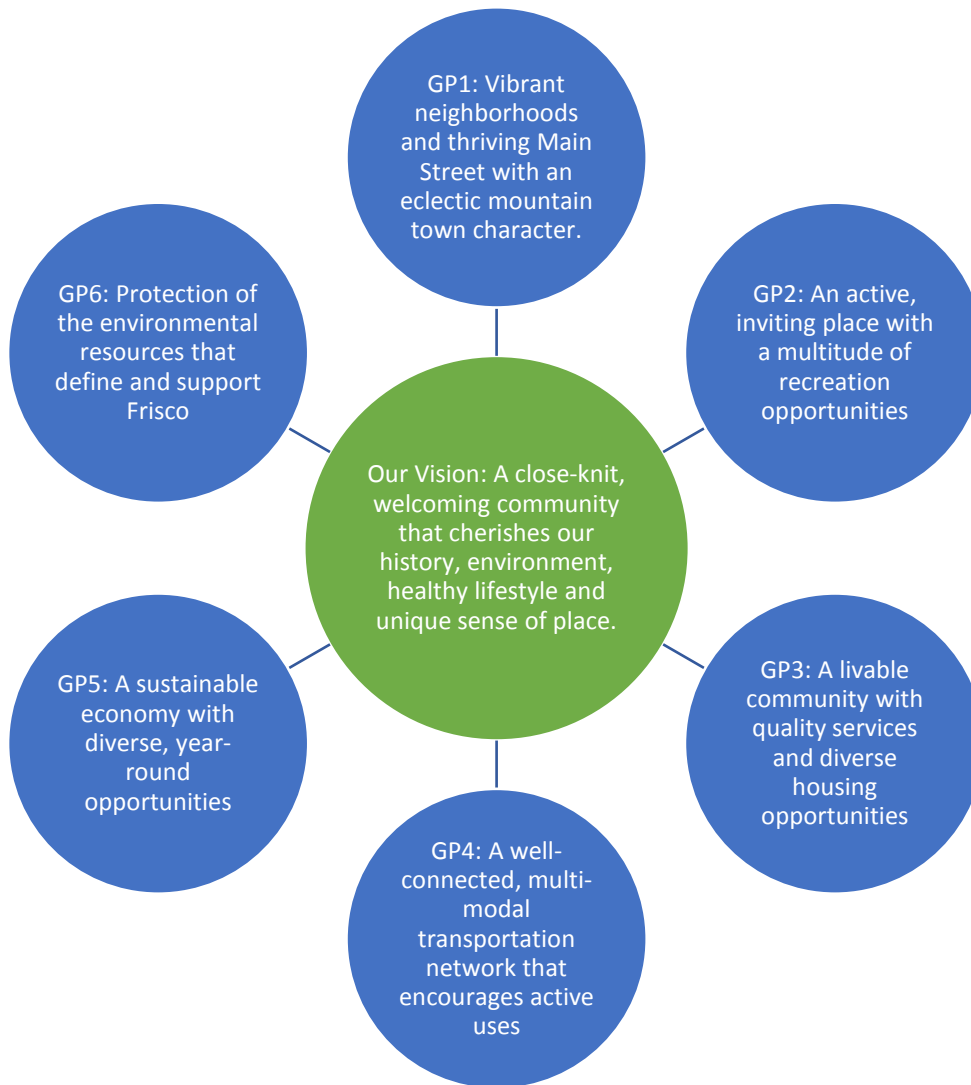 GP1: Vibrant
neighborhoods
and thriving Main
Street with an
eclectic mountain
town character.
GP2: An active,
inviting place with
a multitude of
recreation
opportunities
GP3: A livable
community with
quality services
and diverse
housing
opportunities
GP4: A well-
connected, multi-
modal
transportation
network that
encourages active
uses
GP5: A sustainable
economy with
diverse, year-
round
opportunities
GP6: Protection of
the environmental
resources that
define and support
Frisco
Our Vision: A close-knit,
welcoming community
that cherishes our
history, environment,
healthy lifestyle and
unique sense of place.